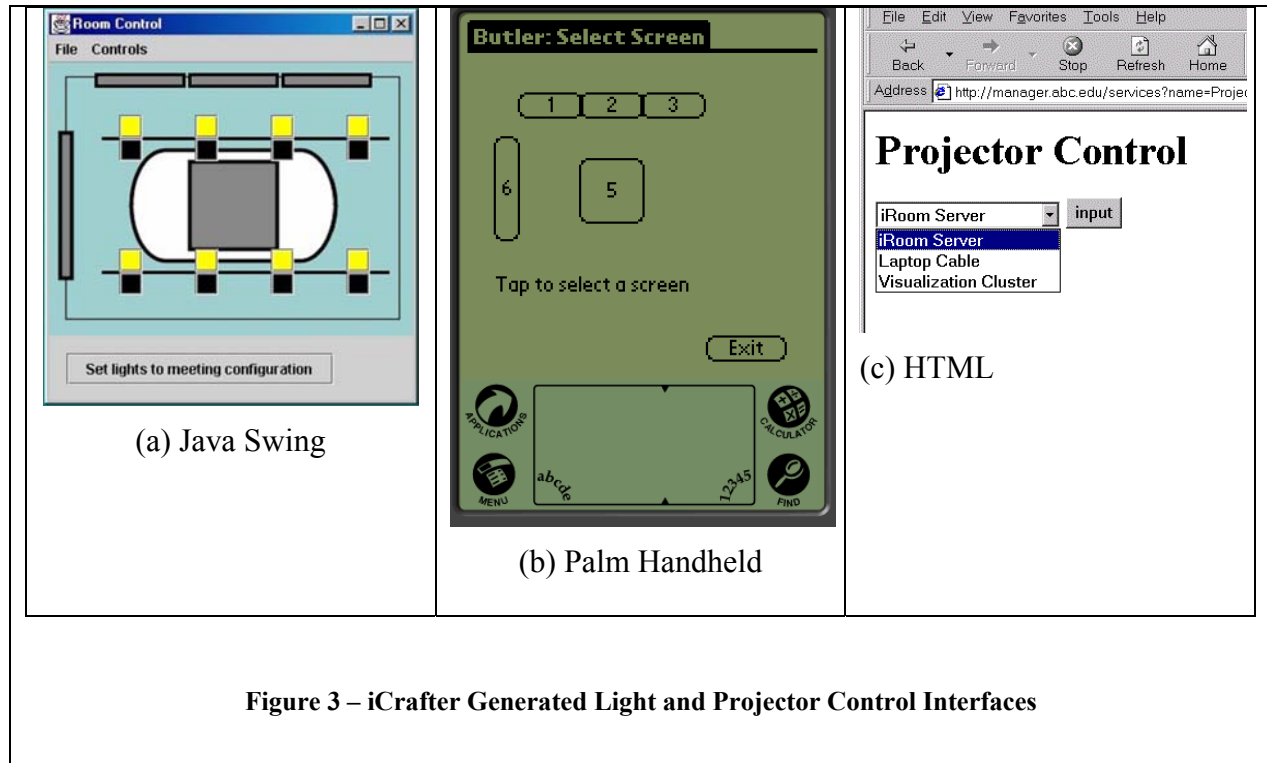 Room Control
File Controls
Set lights to meeting configuration
(a) Java Swing
Butler: Select Screen
1 2 3
6 5
Tap to select a screen
Exit
APPLICATIONS
CALCULATOR
MENU
abcde
12345
FIND
(b) Palm Handheld
File Edit View Favorites Tools Help
Back Forward Stop Refresh Home
Address http://manager.abc.edu/services?name=Projec
Projector Control
iRoom Server input
iRoom Server
Laptop Cable
Visualization Cluster
(c) HTML
Figure 3 – iCrafter Generated Light and Projector Control Interfaces